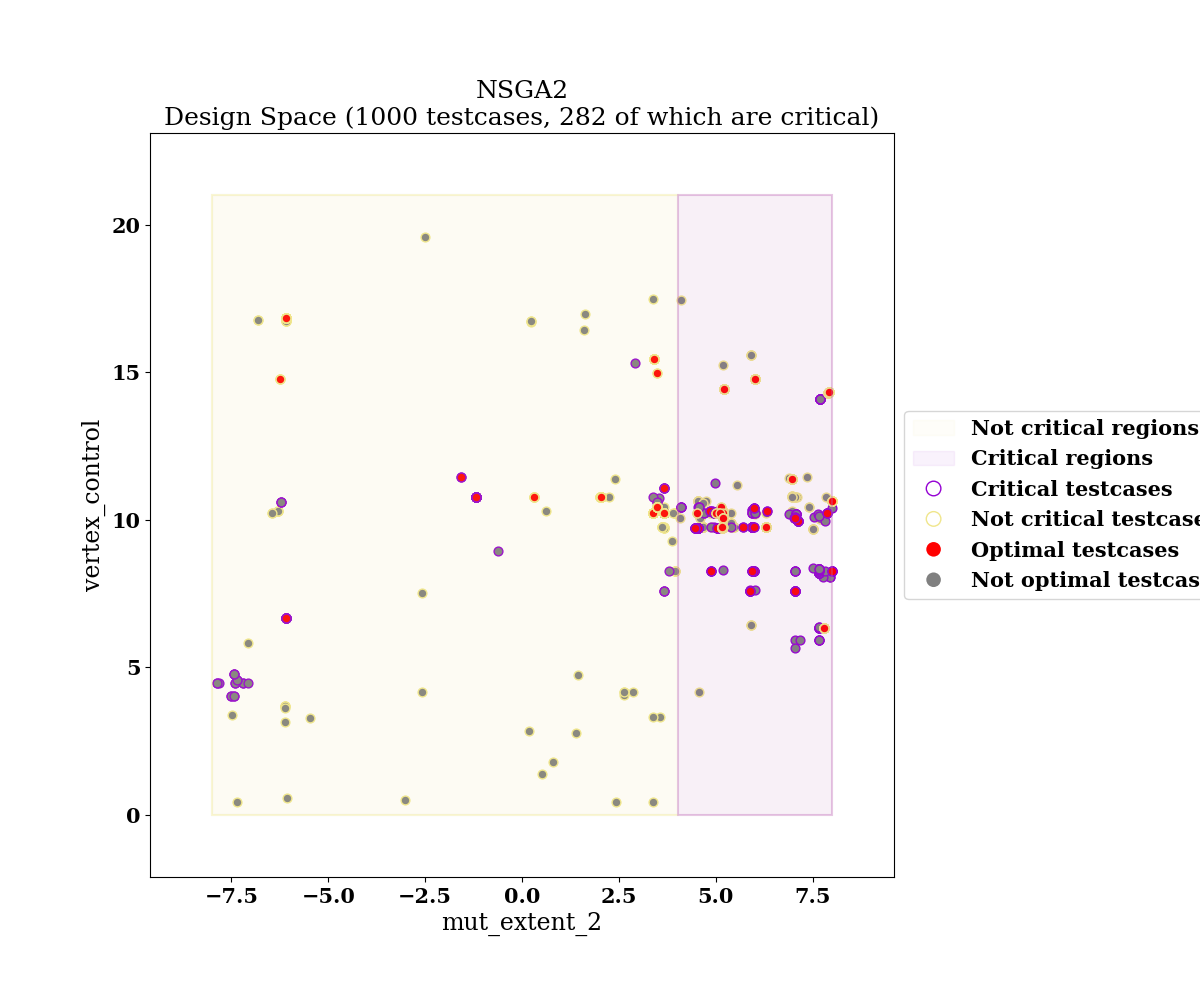 NSGA2
Design Space (1000 testcases, 282 of which are critical)
vertex_control
20
15
10
5
0
−7.5
−5.0
−2.5
0.0
2.5
5.0
7.5
mut_extent_2
Not critical regions
Critical regions
Critical testcases
Not critical testcase
Optimal testcases
Not optimal testcas